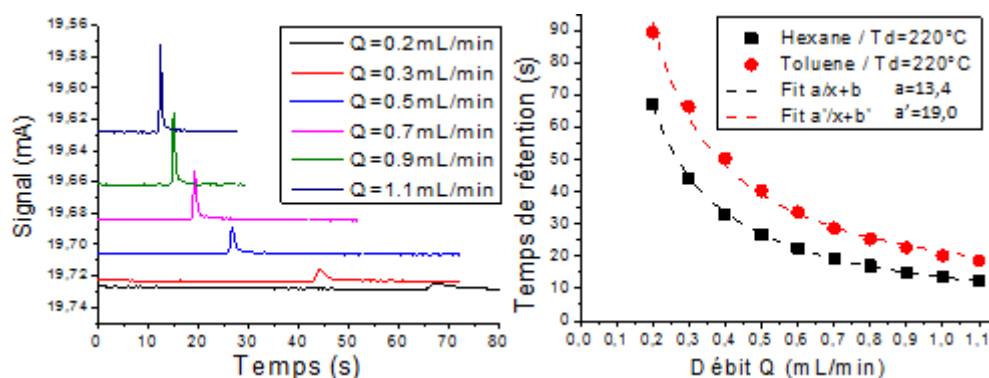 19,56
19,58
19,60
19,62
19,64
19,66
19,68
19,70
19,72
19,74
Signal (mA)
0
10
20
30
40
50
60
70
80
Temps (s)
Q=0.2mL/min
Q=0.3mL/min
Q=0.5mL/min
Q=0.7mL/min
Q=0.9mL/min
Q=1.1mL/min
90
80
70
60
50
40
30
20
10
0
Temps de rétention (s)
0,0
0,1
0,2
0,3
0,4
0,5
0,6
0,7
0,8
0,9
1,0
1,1
Débit Q (mL/min)
Hexane / Td=220°C
Toluene / Td=220°C
Fit a/x+b a=13,4
Fit a'/x+b' a'=19,0